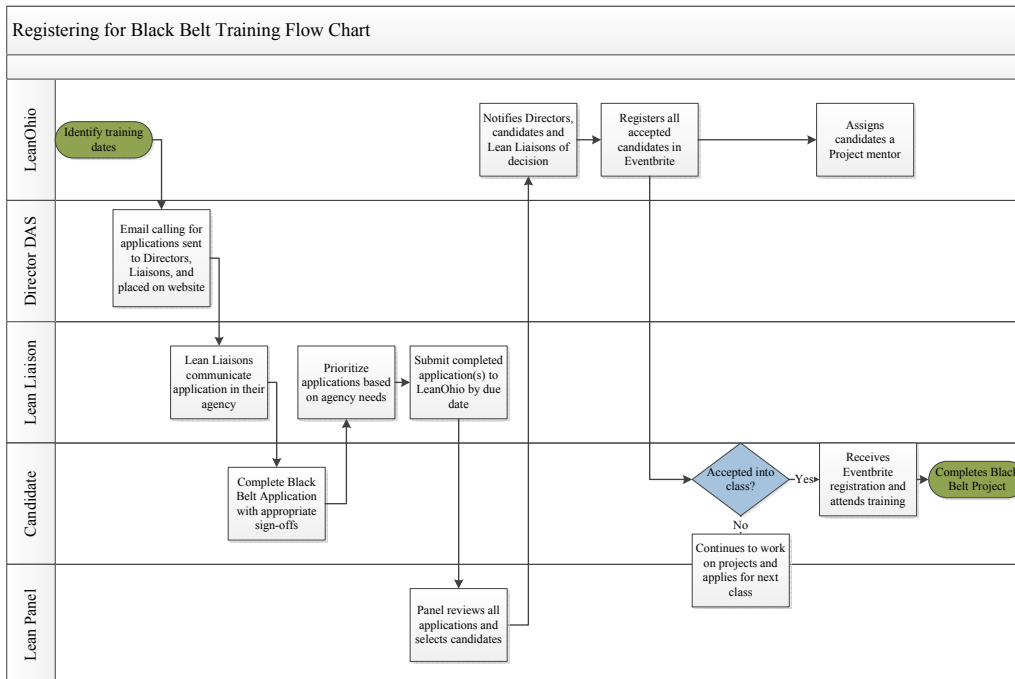 Registering for Black Belt Training Flow Chart
LeanOhio
Identify training
dates
Notifies Directors,
candidates and
Lean Liaisons of
decision
Registers all
accepted
candidates in
Eventbrite
Assigns
candidates a
Project mentor
Director DAS
Email calling for
applications sent
to Directors,
Liaisons, and
placed on website
Lean Liaison
Lean Liaisons
communicate
application in their
agency
Prioritize
applications based
on agency needs
Submit completed
application(s) to
LeanOhio by due
date
Candidate
Complete Black
Belt Application
with appropriate
sign-offs
Accepted into
class?
Yes
No
Receives
Eventbrite
registration and
attends training
Completes Black
Belt Project
Continues to work
on projects and
applies for next
class
Lean Panel
Panel reviews all
applications and
selects candidates